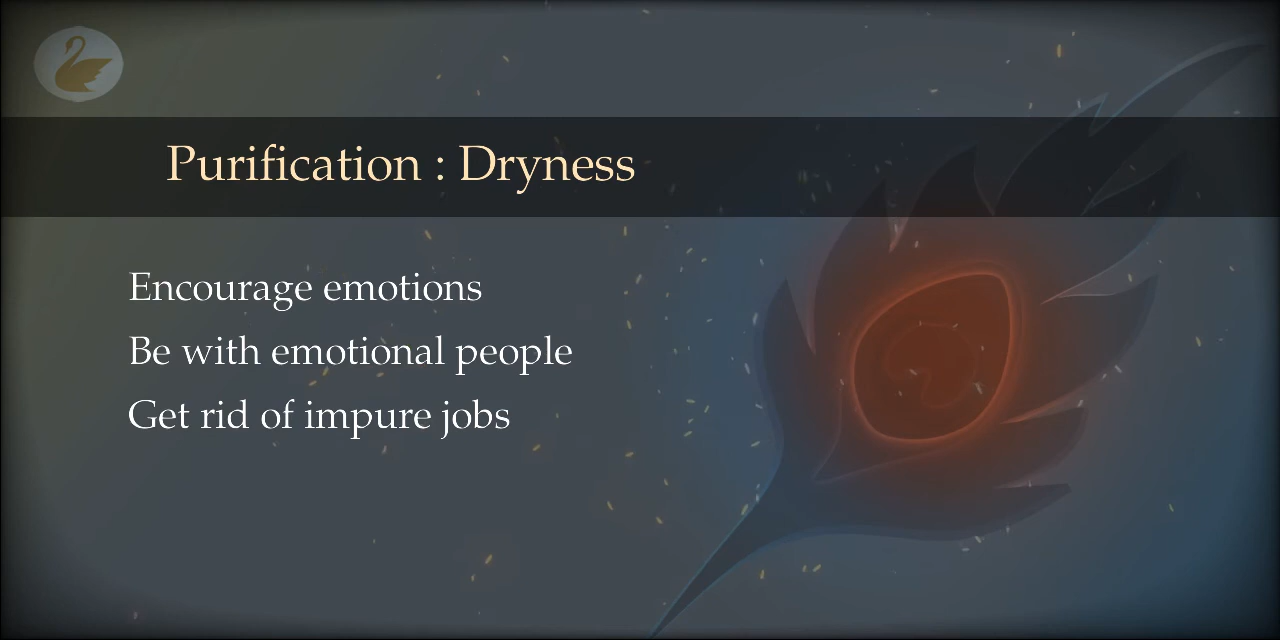 Purification : Dryness
Encourage emotions
Be with emotional people
Get rid of impure jobs